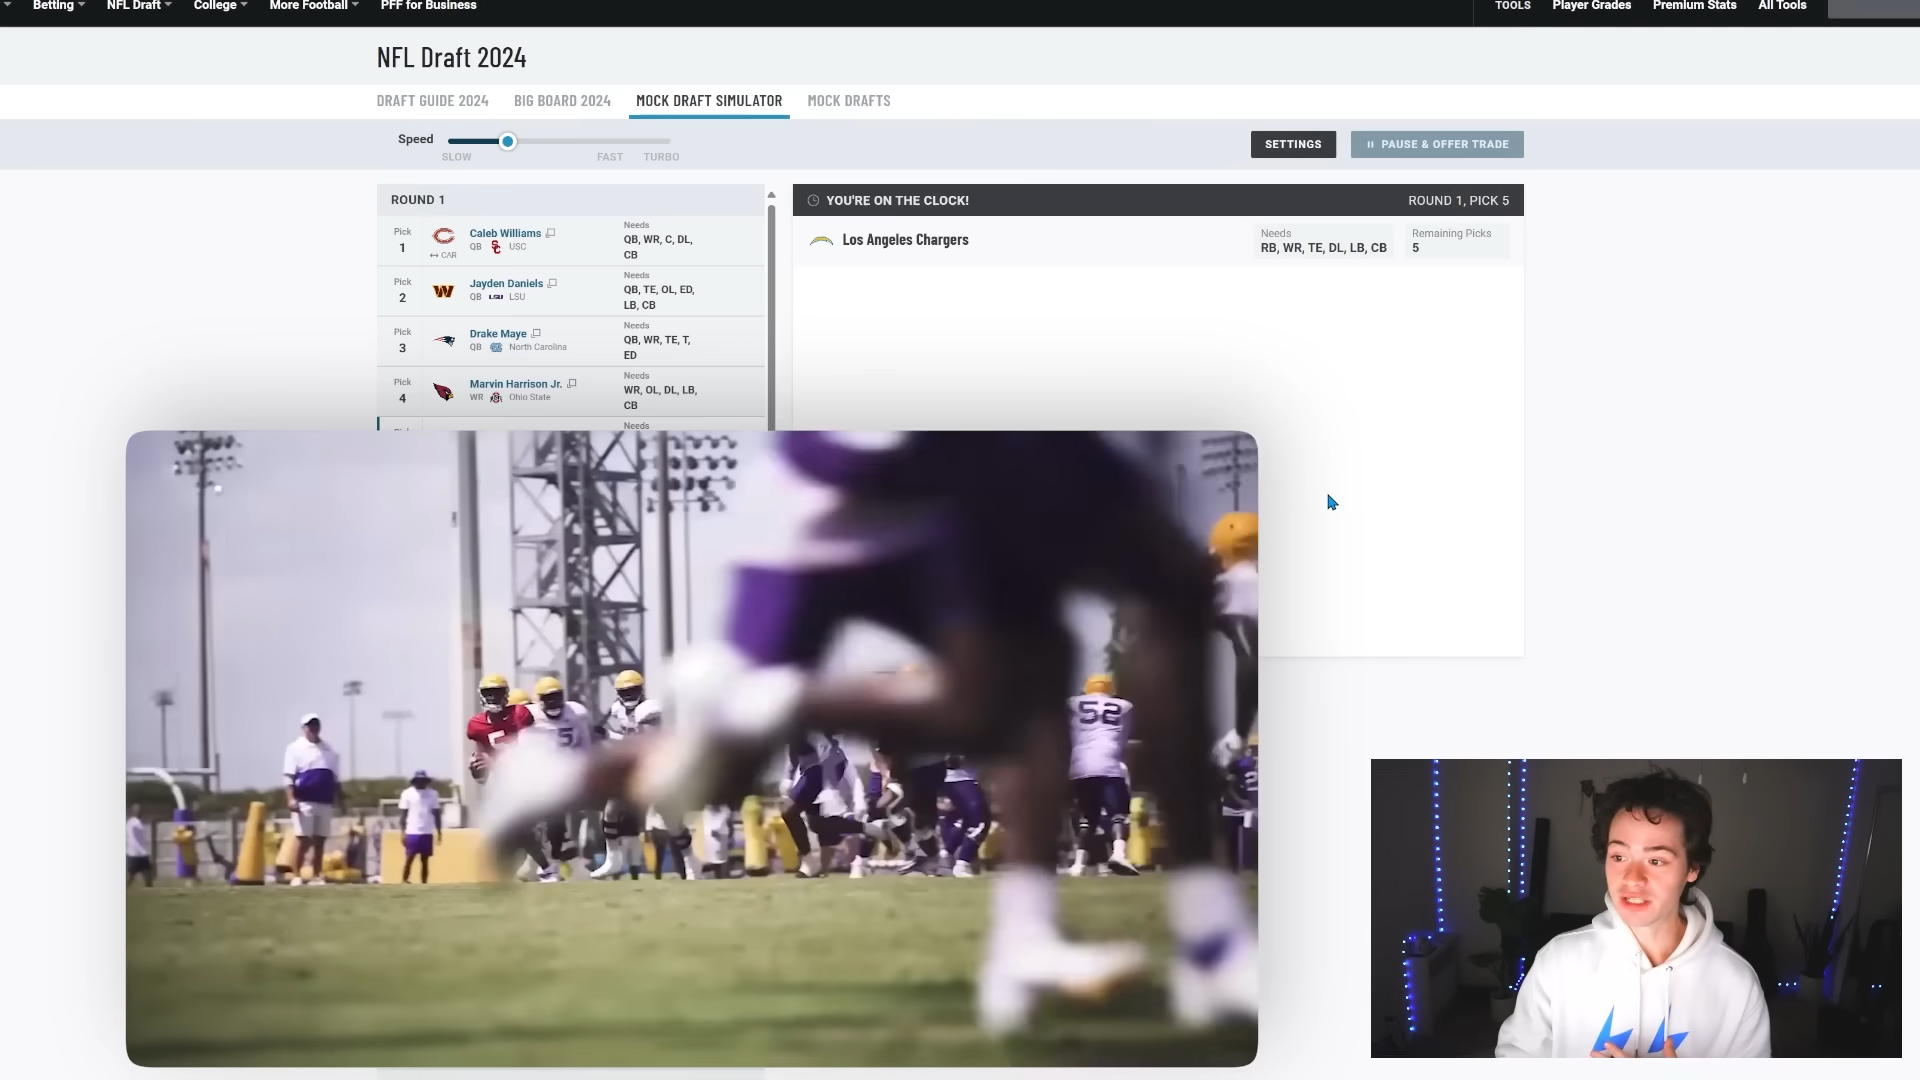 Betting NFL Draft College More Football PFF for Business TOOLS Player Grades Premium Stats All Tools
NFL Draft 2024
DRAFT GUIDE 2024 BIG BOARD 2024 MOCK DRAFT SIMULATOR MOCK DRAFTS
Speed
SLOW FAST TURBO
SETTINGS
PAUSE & OFFER TRADE
ROUND 1
Pick
1
CAR
Caleb Williams
QB SC USC
Needs
QB, WR, C, DL,
CB
Pick
2
W
Jayden Daniels
QB LSU LSU
Needs
QB, TE, OL, ED,
LB, CB
Pick
3
Drake Maye
QB North Carolina
Needs
QB, WR, TE, T,
ED
Pick
4
Marvin Harrison Jr.
WR Ohio State
Needs
WR, OL, DL, LB,
CB
Needs
YOU'RE ON THE CLOCK!
ROUND 1, PICK 5
Los Angeles Chargers
Needs
RB, WR, TE, DL, LB, CB
Remaining Picks
5
5
52